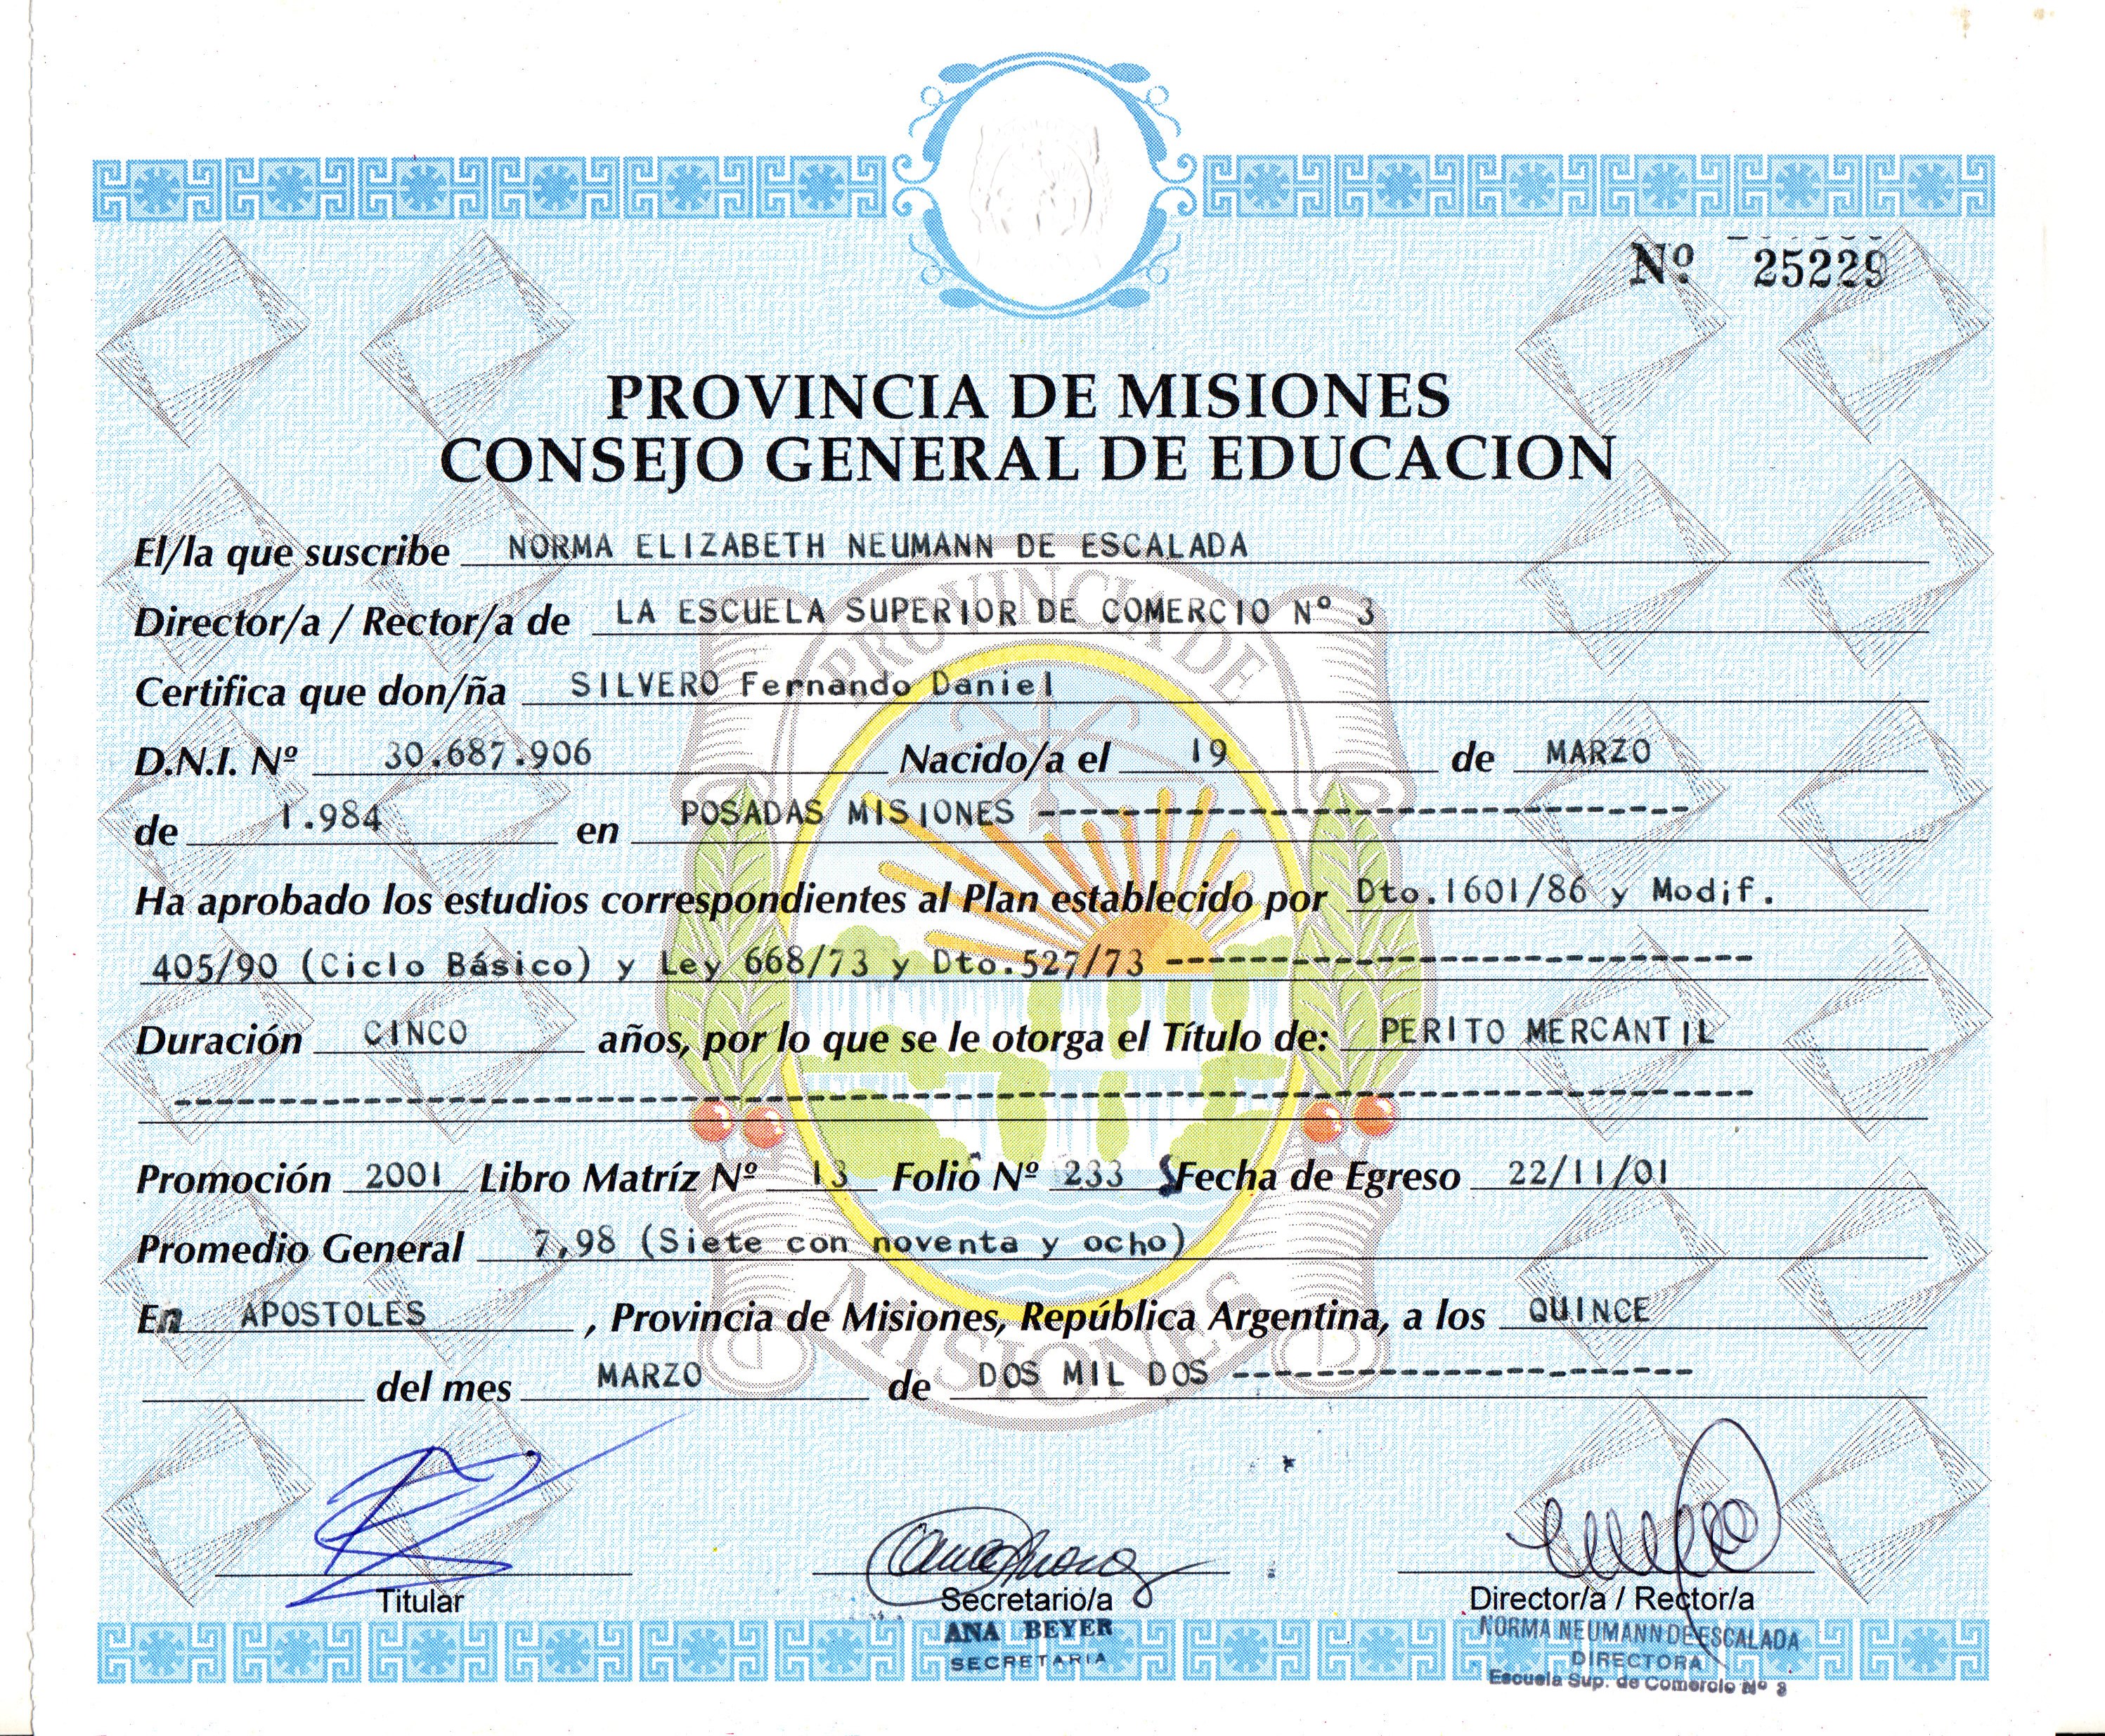 Nº 25229
PROVINCIA DE MISIONES
CONSEJO GENERAL DE EDUCACION
El/la que suscribe NORMA ELIZABETH NEUMANN DE ESCALADA
Director/a / Rector/a de LA ESCUELA SUPERIOR DE COMERCIO Nº 3
Certifica que don/ña SILVERO Fernando Daniel
D.N.I. Nº 30.687.906 Nacido/a el 19 de MARZO
de 1.984 en POSADAS MISIONES --------------------
Ha aprobado los estudios correspondientes al Plan establecido por Dto.1601/86 y Modif.
405/90 (Ciclo Básico) y Ley 668/73 y Dto.527/73 --------------------
Duración CINCO años, por lo que se le otorga el Título de: PERITO MERCANTIL
--------------------
Promoción 2001 Libro Matríz Nº 13 Folio Nº 233 Fecha de Egreso 22/11/01
Promedio General 7,98 (Siete con noventa y ocho)
En APOSTOLES , Provincia de Misiones, República Argentina, a los QUINCE
del mes MARZO de DOS MIL DOS --------------------
PROVINCIA DE
MISIONES
Titular
Secretario/a
Director/a / Rector/a
ANA BEYER
SECRETARIA
NORMA NEUMANN DE ESCALADA
DIRECTORA
Escuela Sup. de Comercio Nº 3